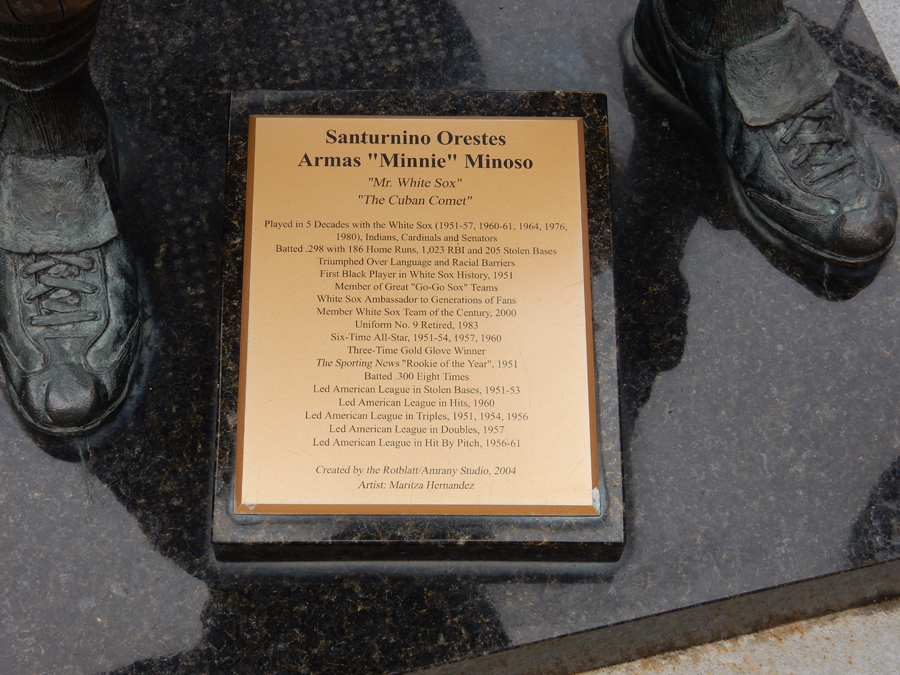 Santurnino Orestes
Armas "Minnie" Minoso
"Mr. White Sox"
"The Cuban Comet"
Played in 5 Decades with the White Sox (1951-57, 1960-61, 1964, 1976,
1980), Indians, Cardinals and Senators
Batted .298 with 186 Home Runs, 1,023 RBI and 205 Stolen Bases
Triumphed Over Language and Racial Barriers
First Black Player in White Sox History, 1951
Member of Great "Go-Go Sox" Teams
White Sox Ambassador to Generations of Fans
Member White Sox Team of the Century, 2000
Uniform No. 9 Retired, 1983
Six-Time All-Star, 1951-54, 1957, 1960
Three-Time Gold Glove Winner
The Sporting News "Rookie of the Year", 1951
Batted .300 Eight Times
Led American League in Stolen Bases, 1951-53
Led American League in Hits, 1960
Led American League in Triples, 1951, 1954, 1956
Led American League in Doubles, 1957
Led American League in Hit By Pitch, 1956-61
Created by the Rotblatt/Amrany Studio, 2004
Artist: Maritza Hernandez